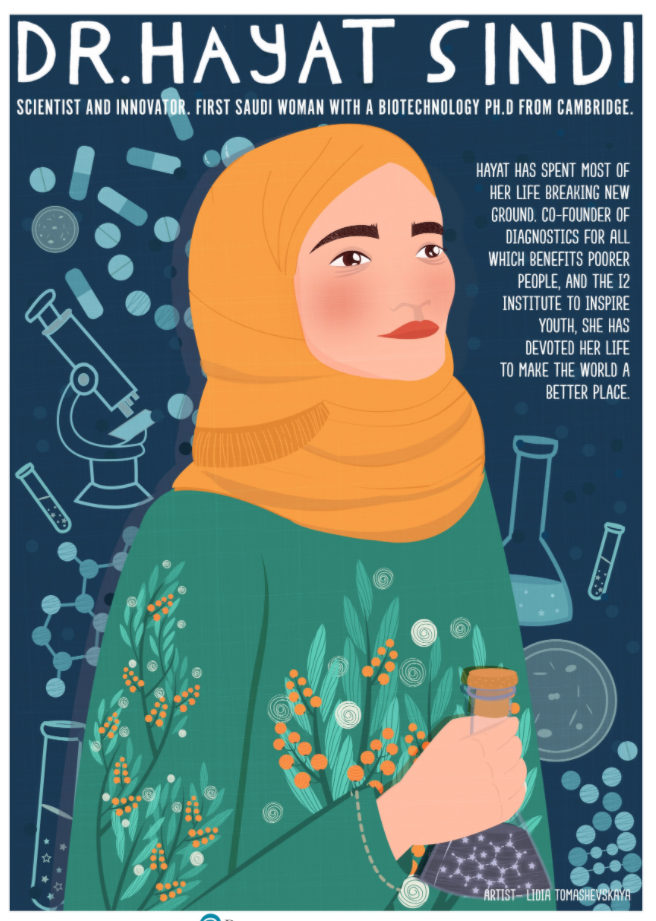 DR.HAYAT SINDI
SCIENTIST AND INNOVATOR. FIRST SAUDI WOMAN WITH A BIOTECHNOLOGY PH.D FROM CAMBRIDGE.
HAYAT HAS SPENT MOST OF
HER LIFE BREAKING NEW
GROUND. CO-FOUNDER OF
DIAGNOSTICS FOR ALL
WHICH BENEFITS POORER
PEOPLE, AND THE I2
INSTITUTE TO INSPIRE
YOUTH, SHE HAS
DEVOTED HER LIFE
TO MAKE THE WORLD A
BETTER PLACE.
ARTIST- LIDIA TOMASHEVSKAYA